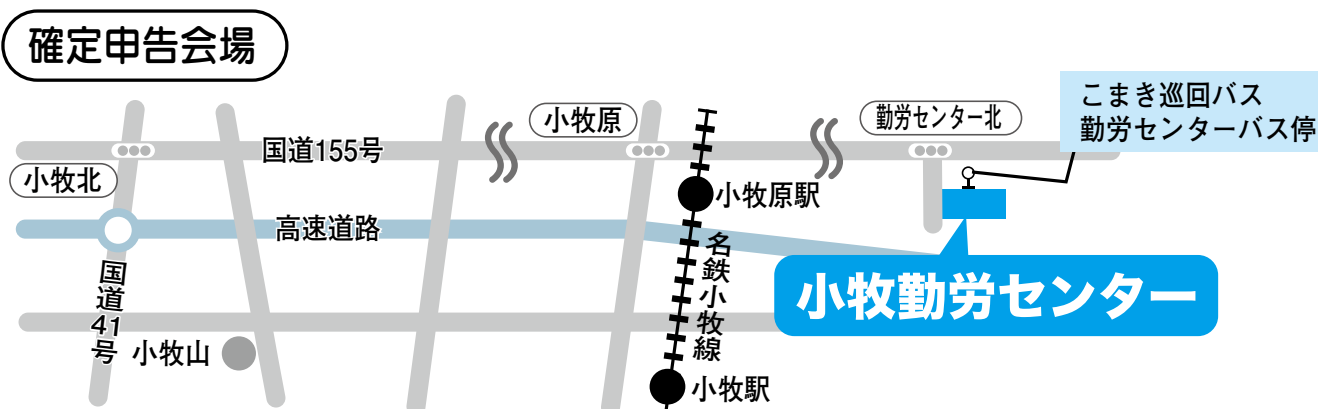 確定申告会場
こまき巡回バス
勤労センターバス停
小牧原
勤労センター北
国道155号
小牧北
小牧原駅
高速道路
名鉄小牧線
国道41号
小牧勤労センター
小牧山
小牧駅